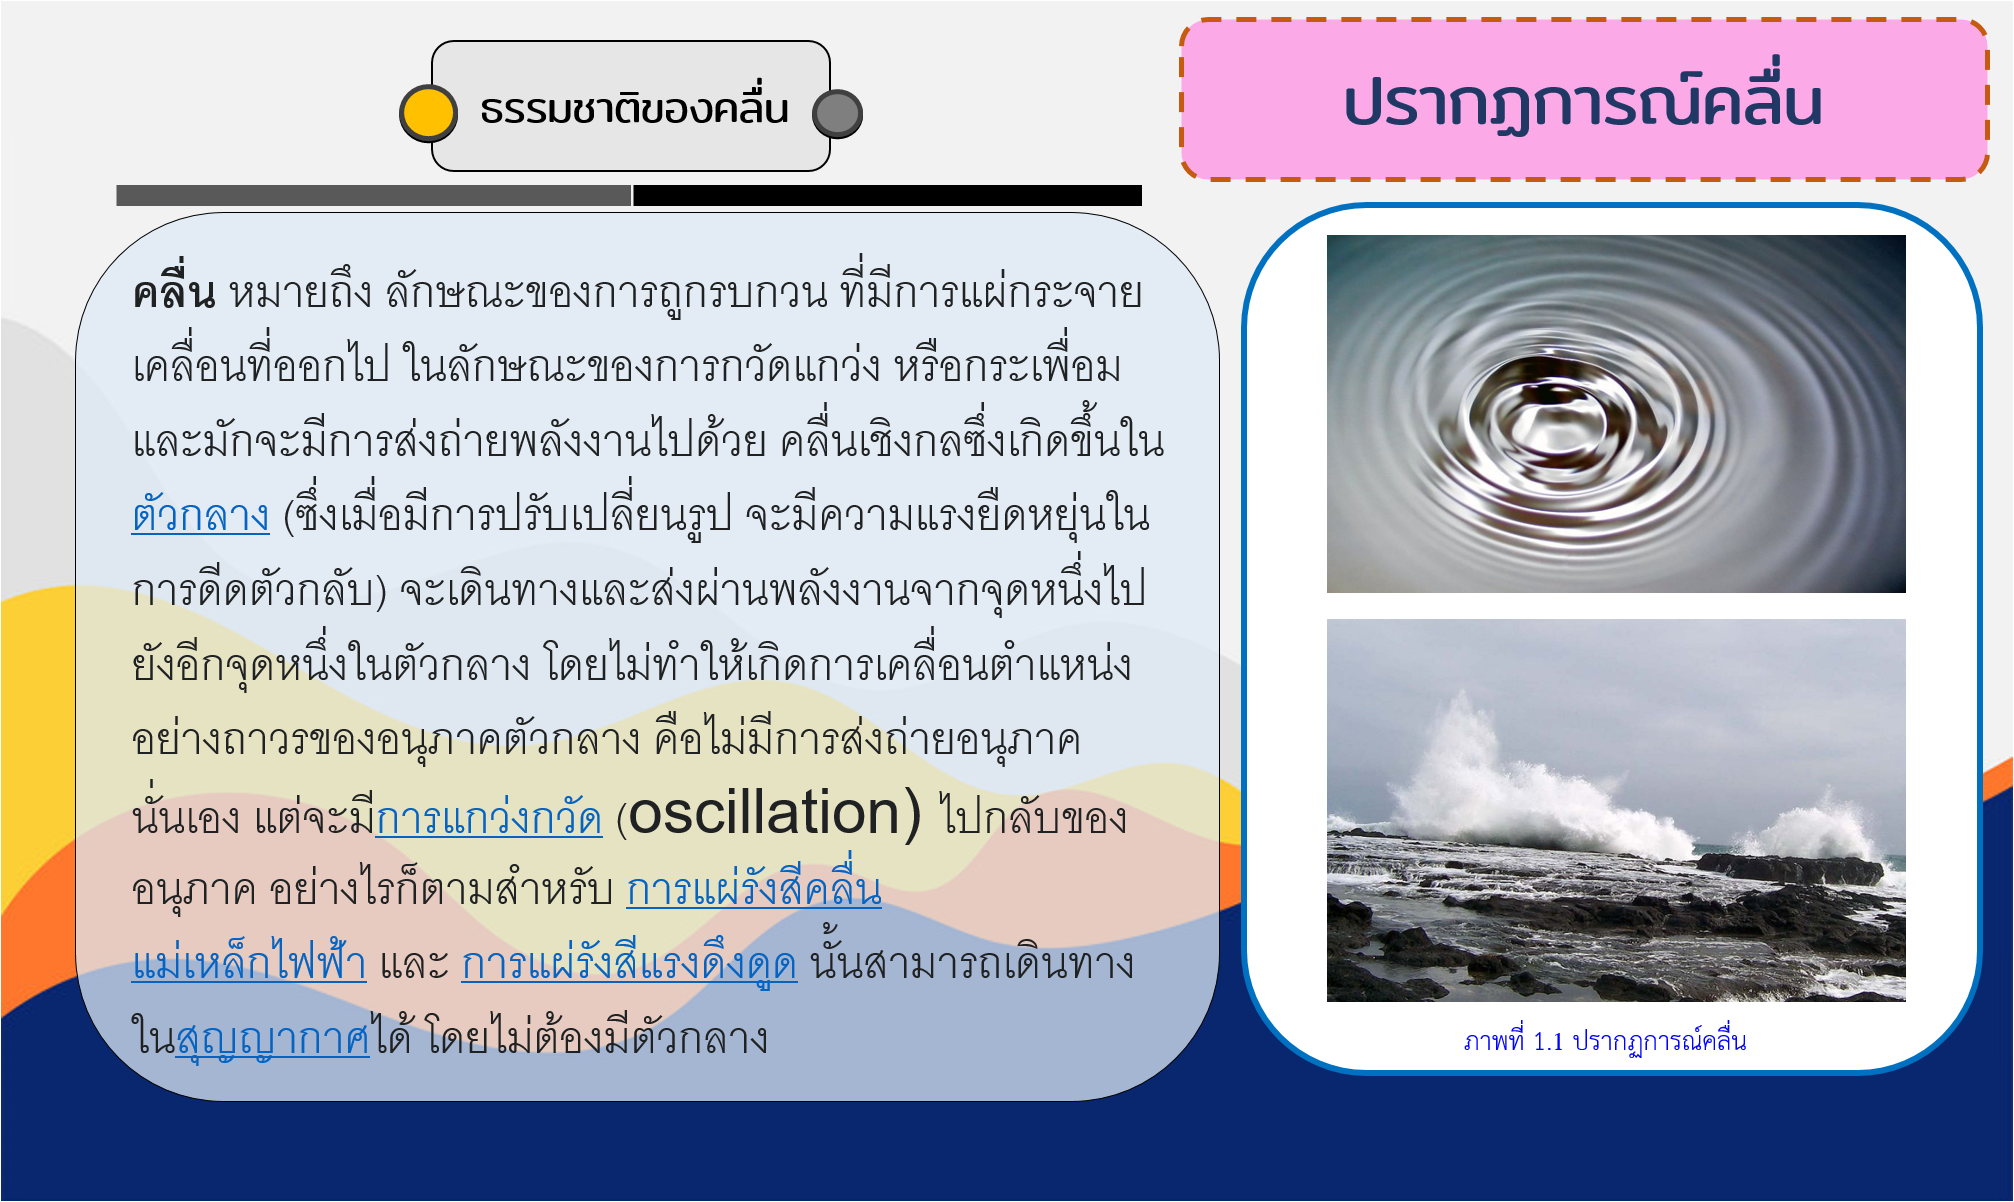 ธรรมชาติของคลื่น
ปรากฏการณ์คลื่น
คลื่น หมายถึง ลักษณะของการถูกรบกวน ที่มีการแผ่กระจาย
เคลื่อนที่ออกไป ในลักษณะของการกวัดแกว่ง หรือกระเพื่อม
และมักจะมีการส่งถ่ายพลังงานไปด้วย คลื่นเชิงกลซึ่งเกิดขึ้นใน
ตัวกลาง (ซึ่งเมื่อมีการปรับเปลี่ยนรูป จะมีความแรงยืดหยุ่นใน
การดีดตัวกลับ) จะเดินทางและส่งผ่านพลังงานจากจุดหนึ่งไป
ยังอีกจุดหนึ่งในตัวกลาง โดยไม่ทำให้เกิดการเคลื่อนตำแหน่ง
อย่างถาวรของอนุภาคตัวกลาง คือไม่มีการส่งถ่ายอนุภาค
นั่นเอง แต่จะมีการแกว่งกวัด (oscillation) ไปกลับของ
อนุภาค อย่างไรก็ตามสำหรับ การแผ่รังสีคลื่น
แม่เหล็กไฟฟ้า และ การแผ่รังสีแรงดึงดูด นั้นสามารถเดินทาง
ในสุญญากาศได้ โดยไม่ต้องมีตัวกลาง
ภาพที่ 1.1 ปรากฏการณ์คลื่น